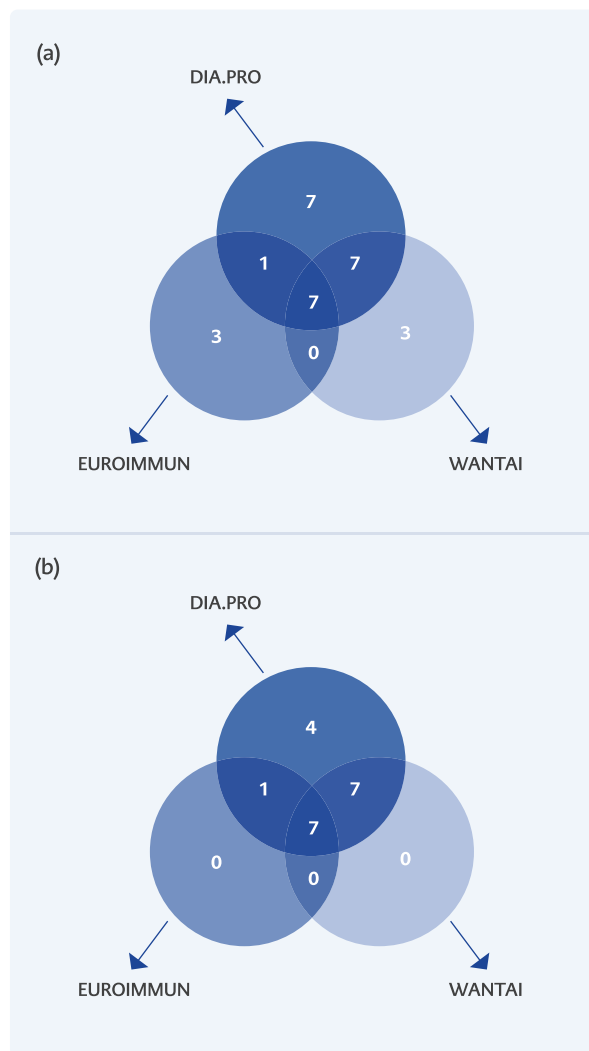 (a)
DIA.PRO
7
1 7
7
3 3
0
EUROIMMUN WANTAI
(b)
DIA.PRO
4
1 7
7
0 0
0
EUROIMMUN WANTAI